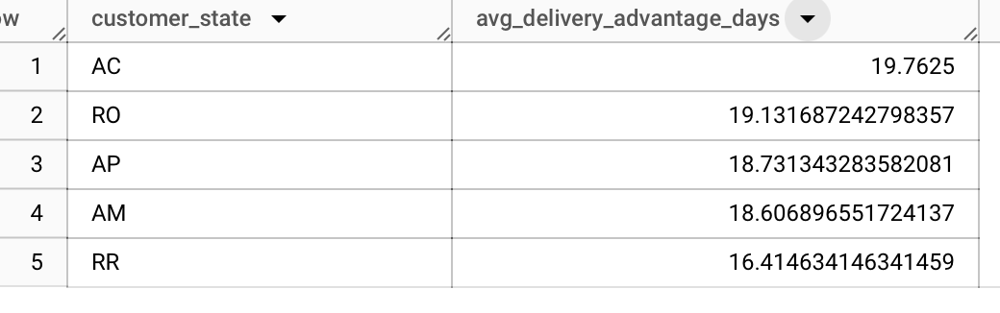 ow customer_state avg_delivery_advantage_days
1 AC 19.7625
2 RO 19.131687242798357
3 AP 18.731343283582081
4 AM 18.606896551724137
5 RR 16.414634146341459